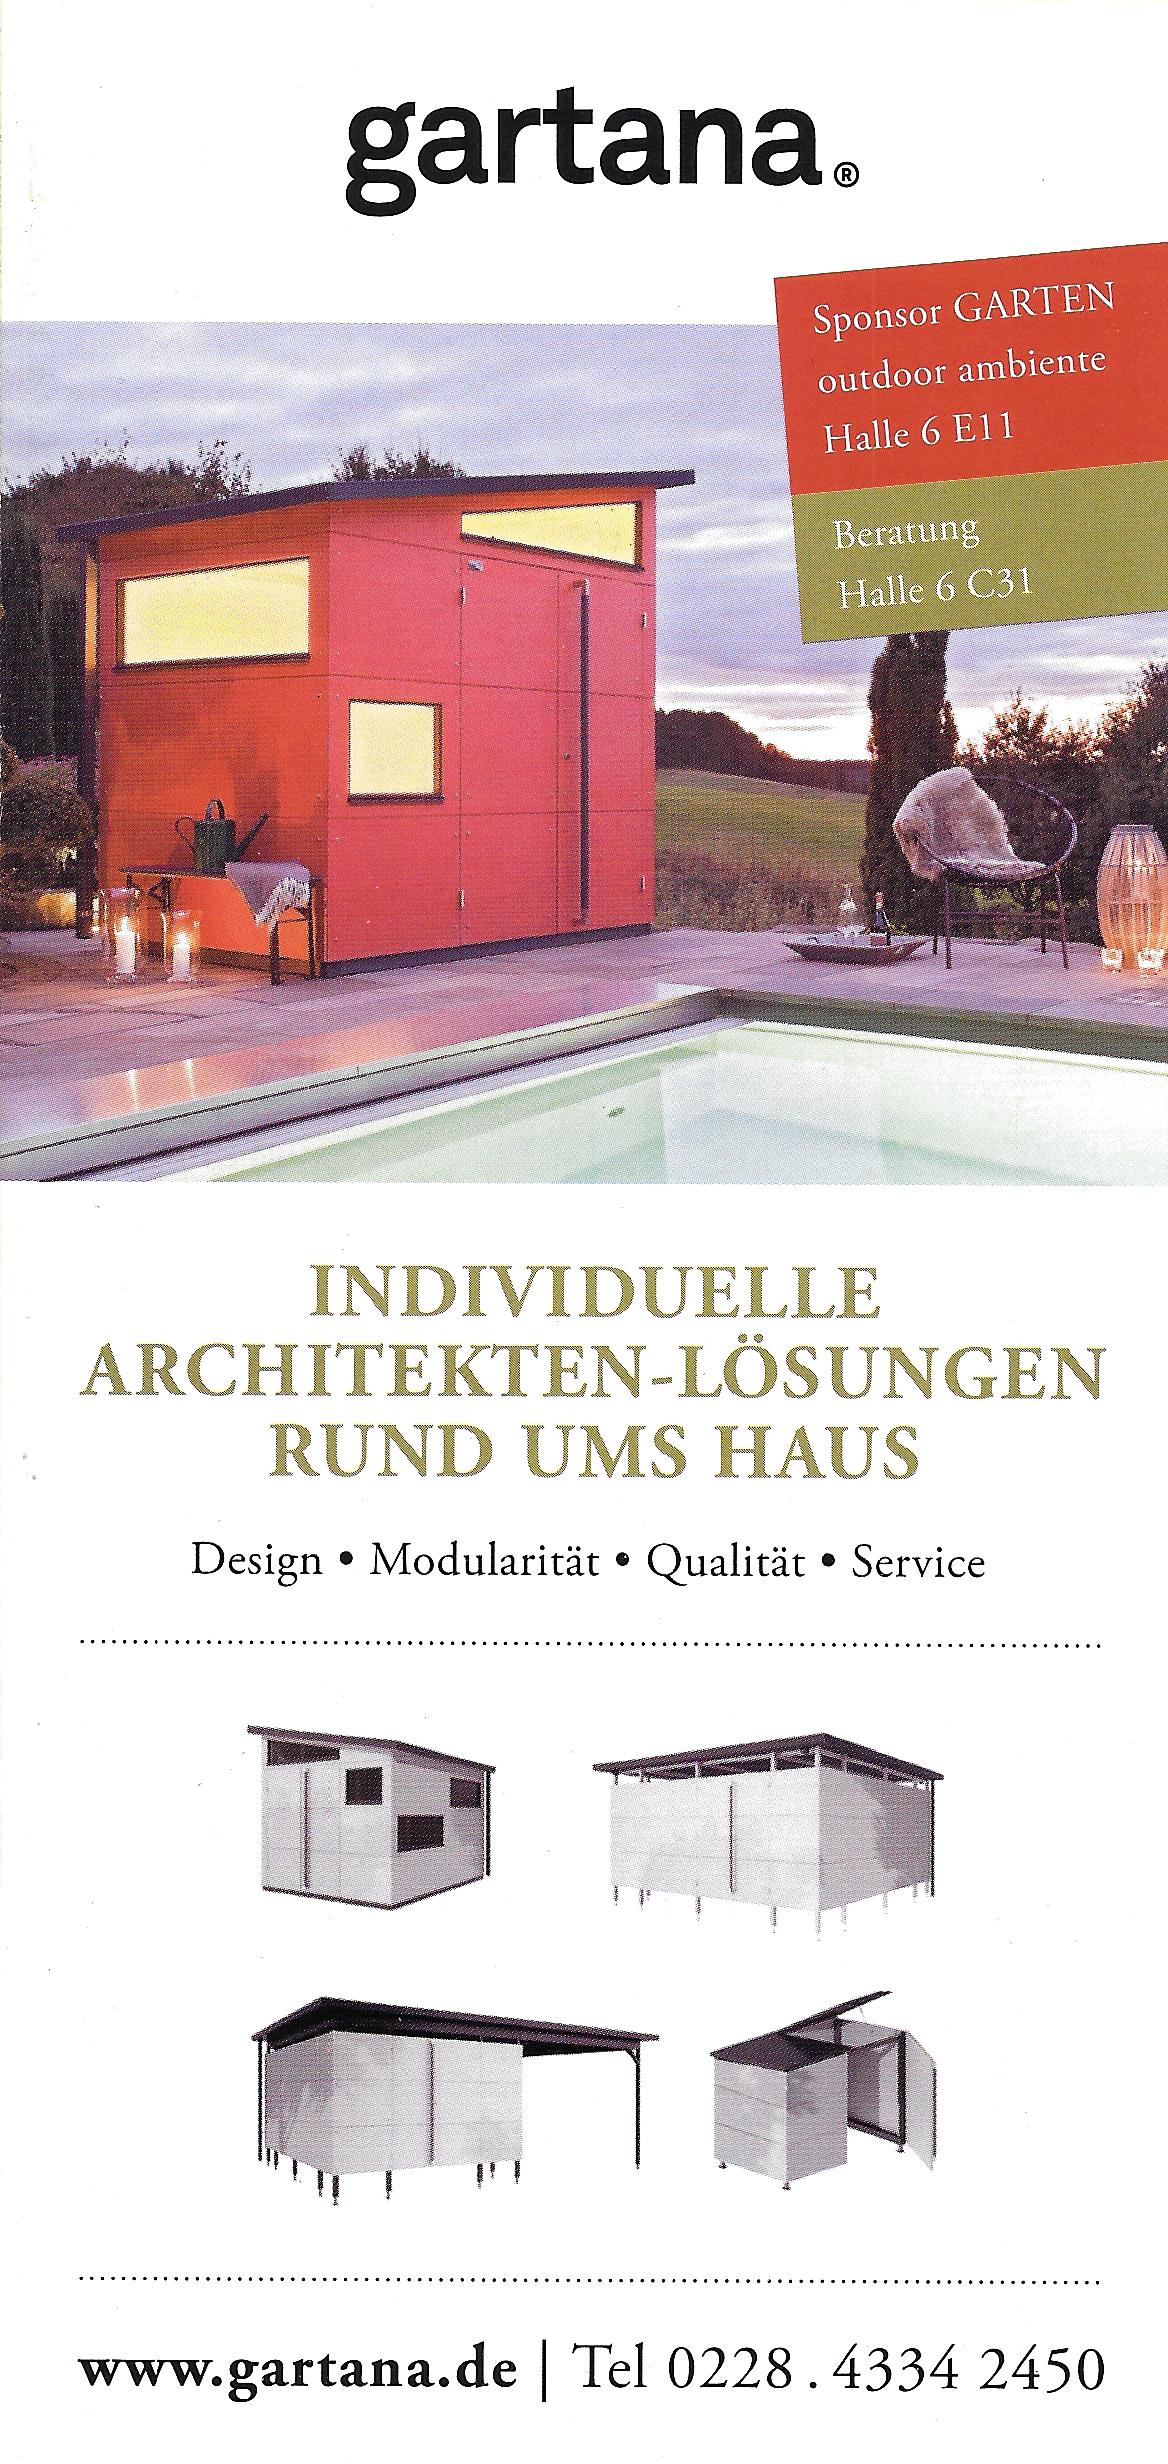 gartana®
Sponsor GARTEN
outdoor ambiente
Halle 6 E11
Beratung
Halle 6 C31
INDIVIDUELLE
ARCHITEKTEN-LÖSUNGEN
RUND UMS HAUS
Design • Modularität • Qualität • Service
www.gartana.de | Tel 0228 . 4334 2450